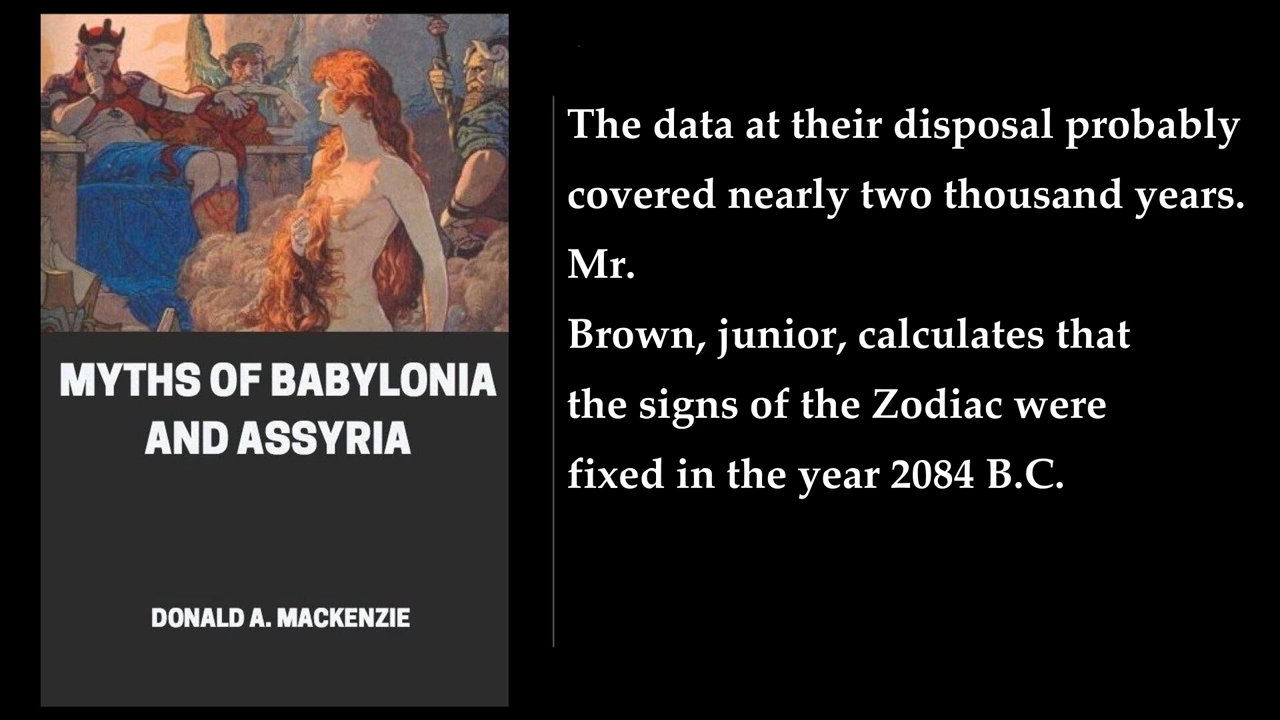 MYTHS OF BABYLONIA
AND ASSYRIA
DONALD A. MACKENZIE
The data at their disposal probably
covered nearly two thousand years.
Mr.
Brown, junior, calculates that
the signs of the Zodiac were
fixed in the year 2084 B.C.